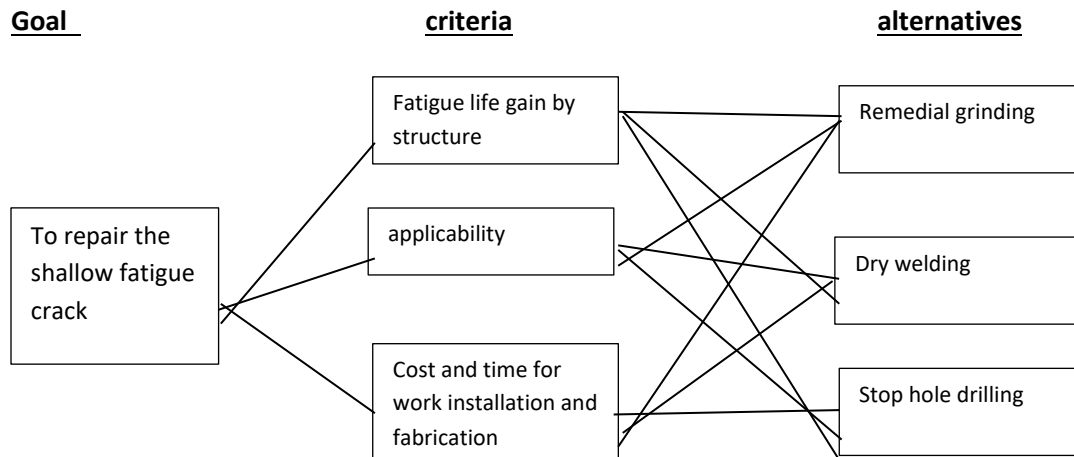 Goal
criteria
alternatives
Fatigue life gain by
structure
Remedial grinding
To repair the
shallow fatigue
crack
applicability
Dry welding
Cost and time for
work installation and
fabrication
Stop hole drilling